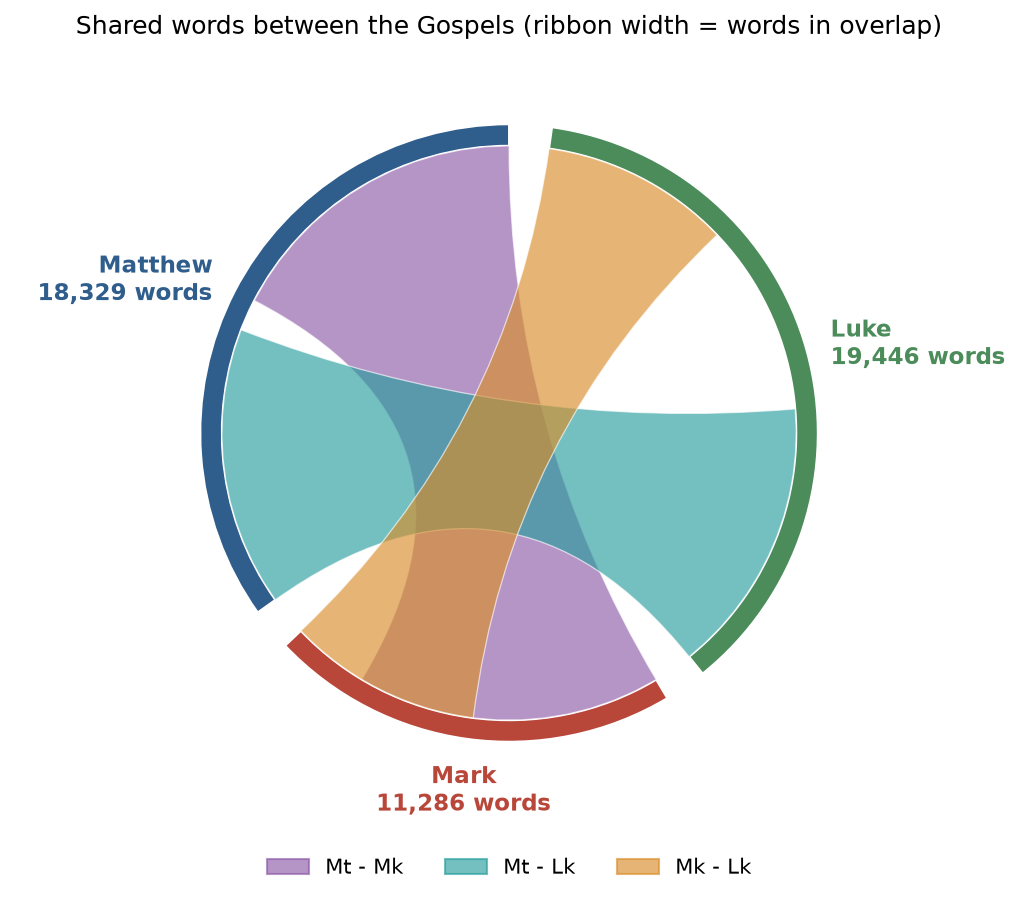 Shared words between the Gospels (ribbon width = words in overlap)
Matthew
18,329 words
Luke
19,446 words
Mark
11,286 words
Mt - Mk
Mt - Lk
Mk - Lk